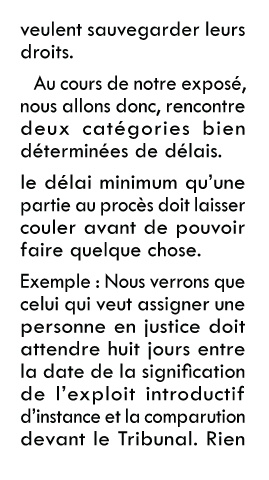 veulent sauvegarder leurs
droits.
Au cours de notre exposé,
nous allons donc, rencontre
deux catégories bien
déterminées de délais.
le délai minimum qu'une
partie au procès doit laisser
couler avant de pouvoir
faire quelque chose.
Exemple : Nous verrons que
celui qui veut assigner une
personne en justice doit
attendre huit jours entre
la date de la signification
de l'exploit introductif
d'instance et la comparution
devant le Tribunal. Rien